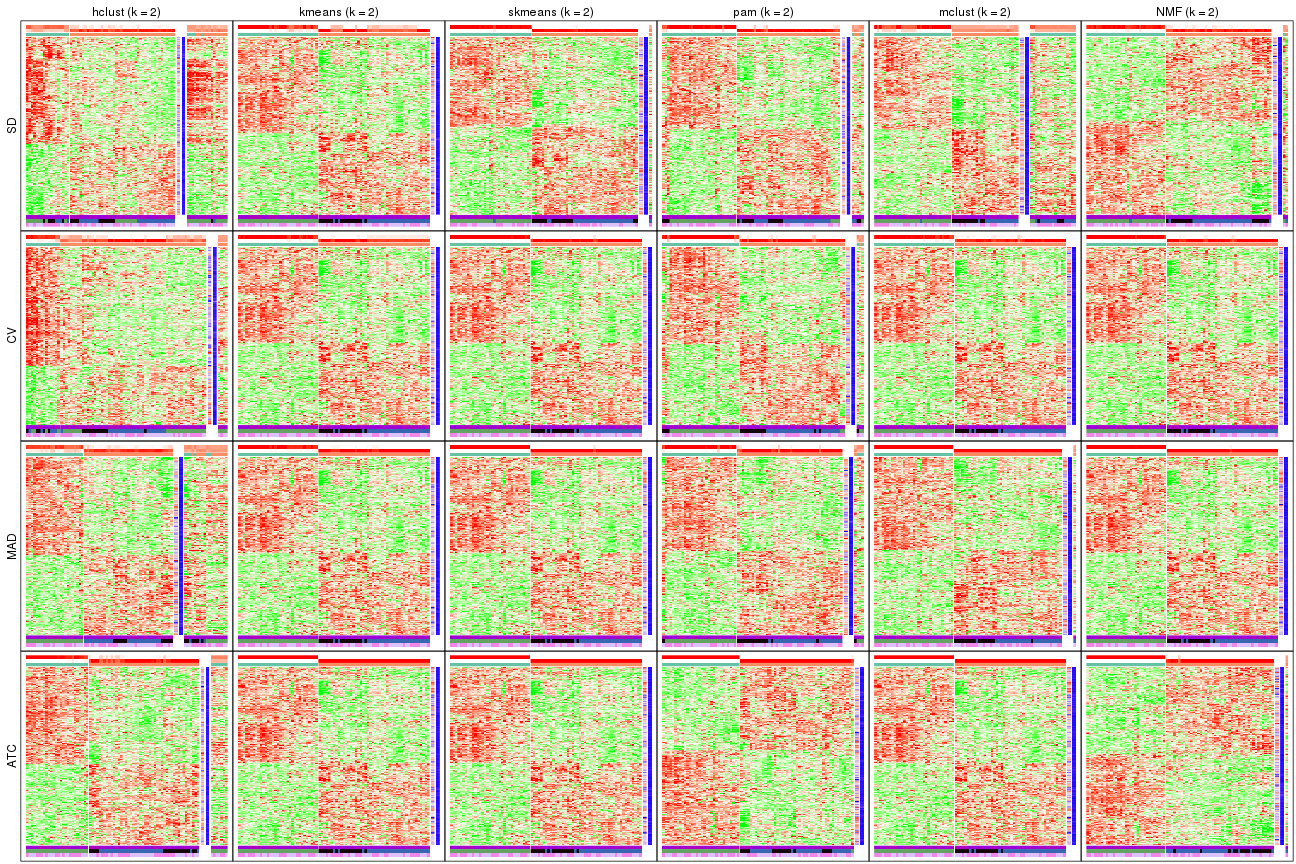 hclust (k = 2) kmeans (k = 2) skmeans (k = 2) pam (k = 2) mclust (k = 2) NMF (k = 2)
SD
CV
MAD
ATC